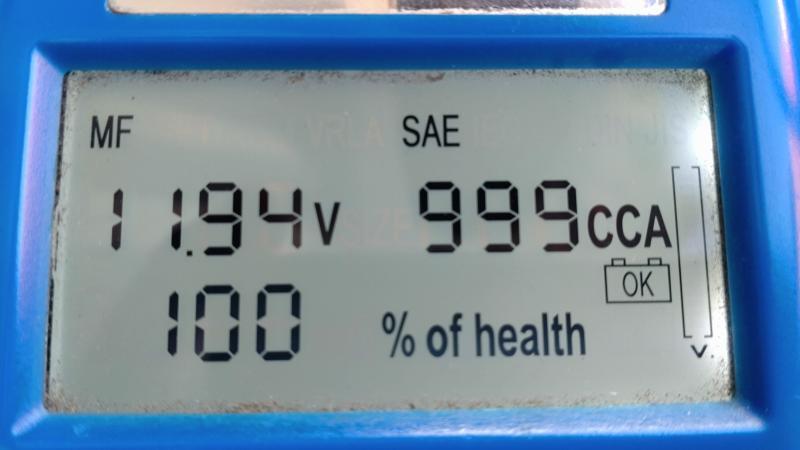 MF SAE
11.94V 999CCA
OK
100 % of health